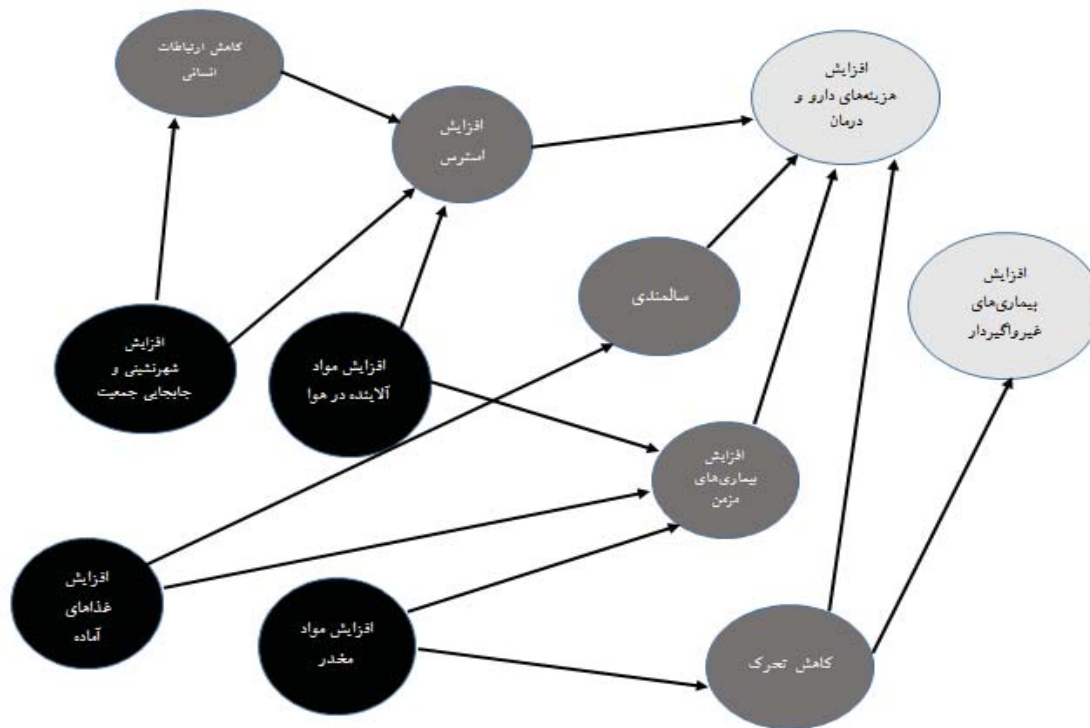 کاهش ارتباطات
انسانی
افزایش
استرس
افزایش
هزینه‌های دارو و
درمان
سالمندی
افزایش
بیماری‌های
غیرواگیردار
افزایش
شهرنشینی و
جابجایی جمعیت
افزایش مواد
آلاینده در هوا
افزایش
بیماری‌های
مزمن
افزایش
غذاهای
آماده
افزایش مواد
مخدر
کاهش تحرک